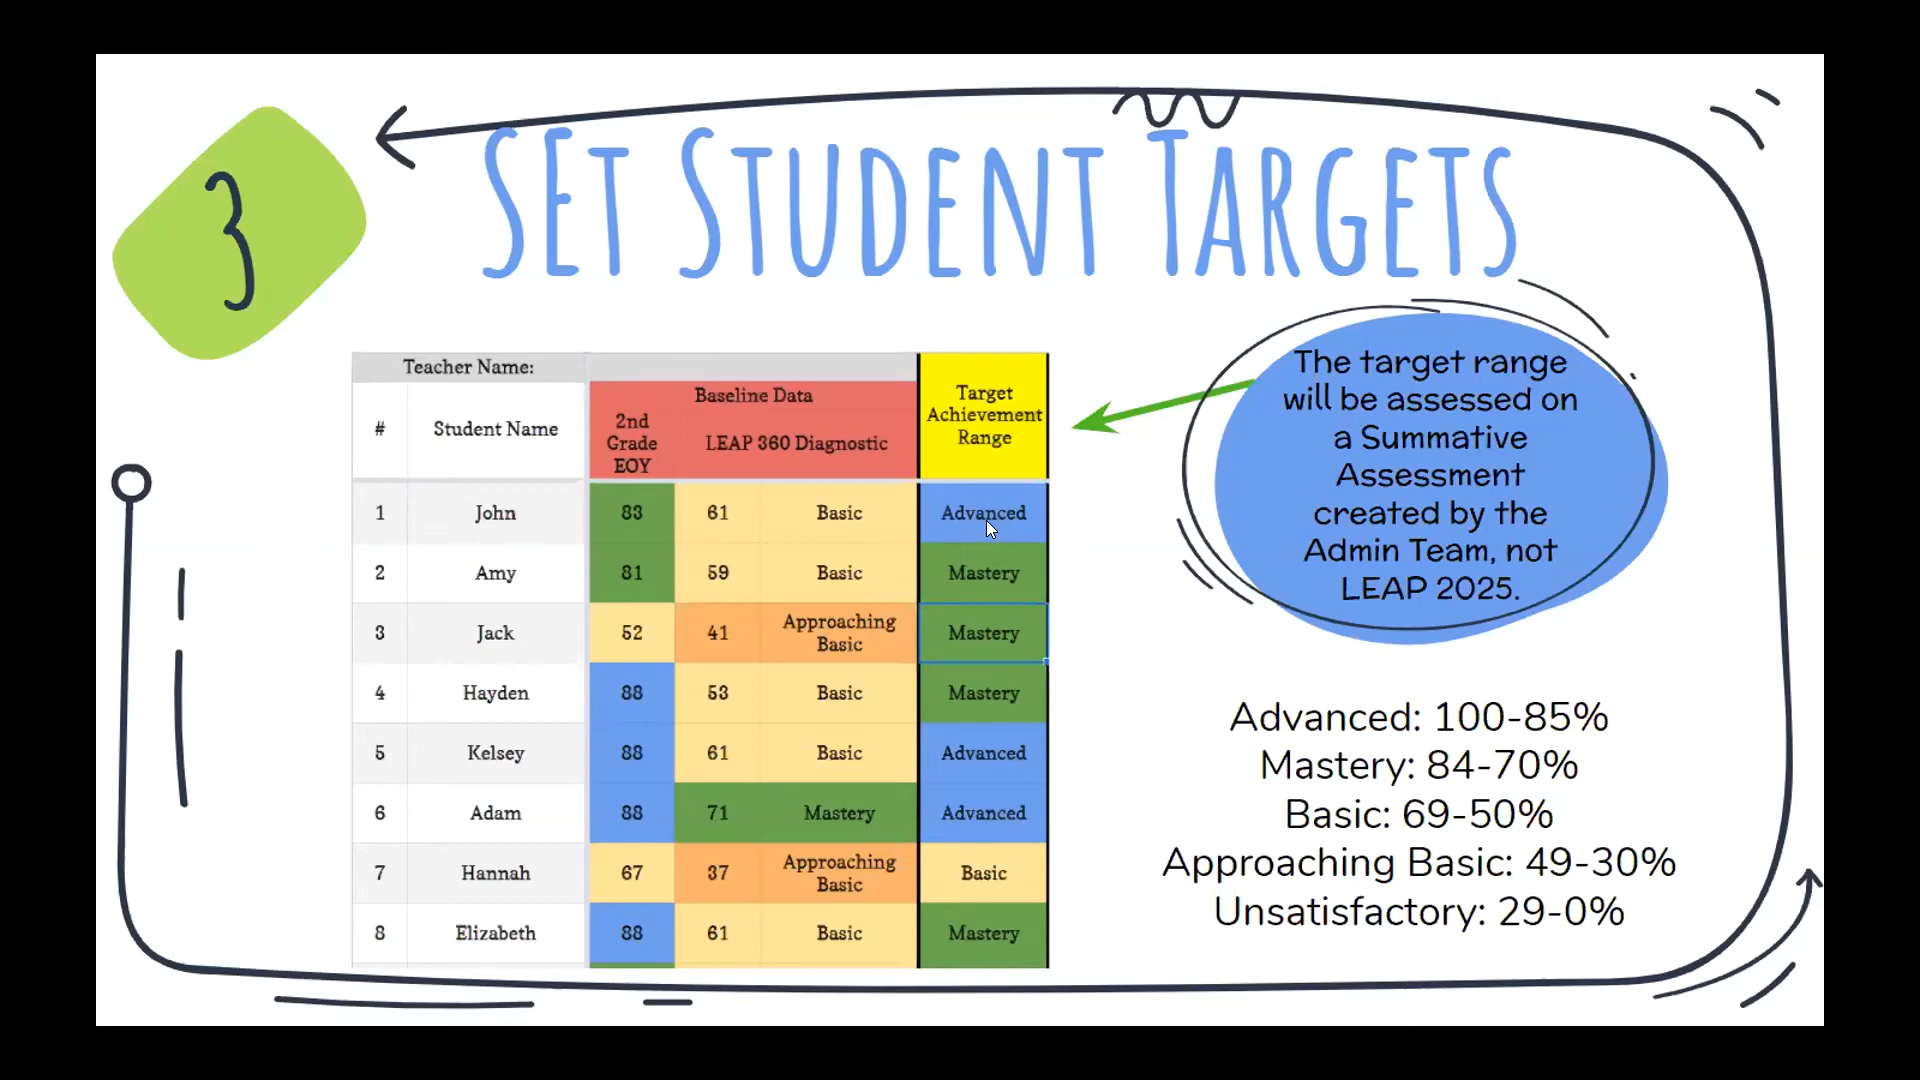 3
SEt Student Targets
Teacher Name:
Baseline Data
Target
Achievement
Range
# Student Name
2nd
Grade
EOY
LEAP 360 Diagnostic
1 John 83 61 Basic Advanced
2 Amy 81 59 Basic Mastery
3 Jack 52 41 Approaching Basic Mastery
4 Hayden 88 53 Basic Mastery
5 Kelsey 88 61 Basic Advanced
6 Adam 88 71 Mastery Advanced
7 Hannah 67 37 Approaching Basic Basic
8 Elizabeth 88 61 Basic Mastery
The target range
will be assessed on
a Summative
Assessment
created by the
Admin Team, not
LEAP 2025.
Advanced: 100-85%
Mastery: 84-70%
Basic: 69-50%
Approaching Basic: 49-30%
Unsatisfactory: 29-0%